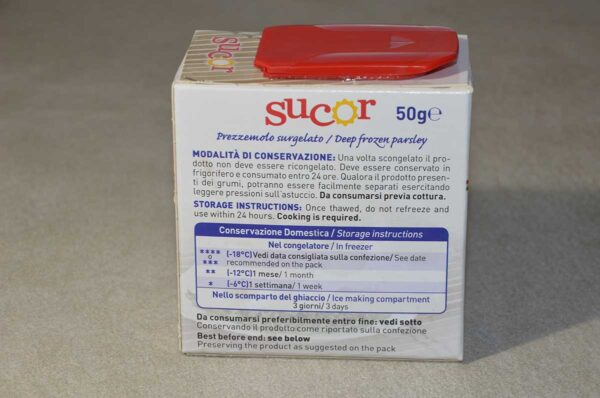 sucor
sucor 50g℮
Prezzemolo surgelato / Deep frozen parsley
MODALITÀ DI CONSERVAZIONE: Una volta scongelato il pro-
dotto non deve essere ricongelato. Deve essere conservato in
frigorifero e consumato entro 24 ore. Qualora il prodotto presen-
ti dei grumi, potranno essere facilmente separati esercitando
leggere pressioni sull'astuccio. Da consumarsi previa cottura.
STORAGE INSTRUCTIONS: Once thawed, do not refreeze and
use within 24 hours. Cooking is required.
Conservazione Domestica / Storage instructions
Nel congelatore / In freezer
**** o *** (-18°C) Vedi data consigliata sulla confezione/ See date
recommended on the pack
** (-12°C) 1 mese/ 1 month
* (-6°C) 1 settimana/ 1 week
Nello scomparto del ghiaccio / Ice making compartment
3 giorni/ 3 days
Da consumarsi preferibilmente entro fine: vedi sotto
Conservando il prodotto come riportato sulla confezione
Best before end: see below
Preserving the product as suggested on the pack